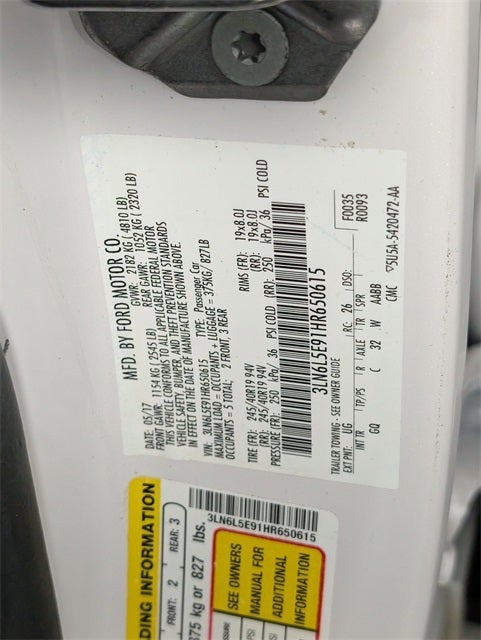 MFD. BY FORD MOTOR CO.
DATE: 05/17 GVWR: 2182 KG ( 4810 LB)
FRONT GAWR: 1154 KG (2545 LB) REAR GAWR: 1052 KG (2320 LB)
THIS VEHICLE CONFORMS TO ALL APPLICABLE FEDERAL MOTOR
VEHICLE SAFETY, BUMPER, AND THEFT PREVENTION STANDARDS
IN EFFECT ON THE DATE OF MANUFACTURE SHOWN ABOVE.
VIN: 3LN6L5E91HR650615 TYPE: Passenger Car
MAXIMUM LOAD = OCCUPANTS + LUGGAGE = 375KG / 827LB
OCCUPANTS = 5 TOTAL; 2 FRONT, 3 REAR
TIRE (FR): 245/40R19 94V RIMS (FR): 19x8.0J
(RR): 245/40R19 94V (RR): 19x8.0J
PRESSURE (FR): 250 kPa/ 36 PSI COLD (RR): 250 kPa/ 36 PSI COLD
3LN6L5E91HR650615
TRAILER TOWING - SEE OWNER GUIDE F0035
R0093
EXT PNT: UG RC: 26 DSO:
INT TR TP/PS R AXLE TR SPR
GQ C 32 W AABB
CMC ▽5U5A-5420472-AA
3LN6L5E91HR650615
DING INFORMATION
FRONT: 2 REAR: 3
375 kg or 827 lbs.
SEE OWNERS
MANUAL FOR
ADDITIONAL
INFORMATION